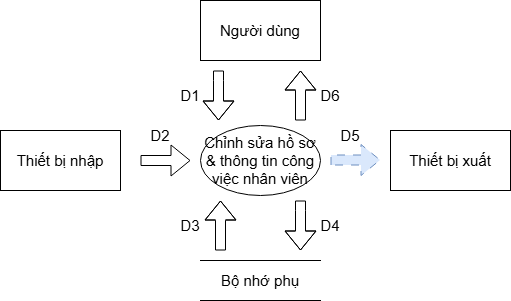 Người dùng
D1
D6
D2
D5
Thiết bị nhập
Chỉnh sửa hồ sơ
& thông tin công
việc nhân viên
Thiết bị xuất
D3
D4
Bộ nhớ phụ